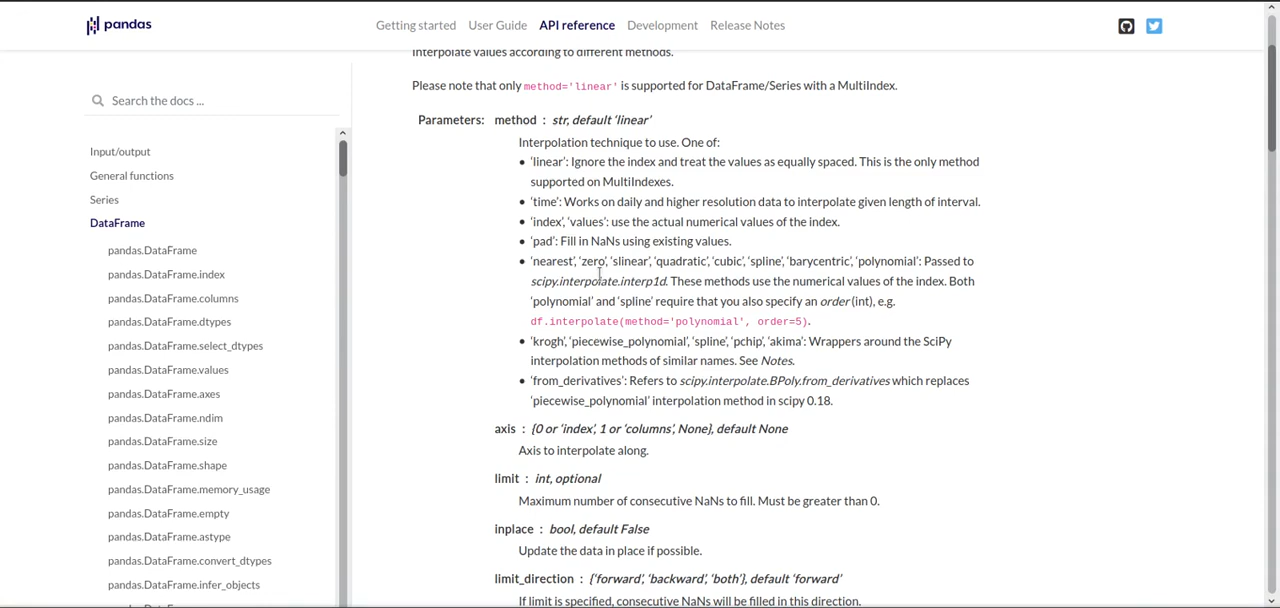 pandas
Getting started User Guide API reference Development Release Notes
Search the docs ...
Input/output
General functions
Series
DataFrame
pandas.DataFrame
pandas.DataFrame.index
pandas.DataFrame.columns
pandas.DataFrame.dtypes
pandas.DataFrame.select_dtypes
pandas.DataFrame.values
pandas.DataFrame.axes
pandas.DataFrame.ndim
pandas.DataFrame.size
pandas.DataFrame.shape
pandas.DataFrame.memory_usage
pandas.DataFrame.empty
pandas.DataFrame.astype
pandas.DataFrame.convert_dtypes
pandas.DataFrame.infer_objects
Interpolate values according to different methods.
Please note that only method='linear' is supported for DataFrame/Series with a MultiIndex.
Parameters: method : str, default ‘linear’
Interpolation technique to use. One of:
• ‘linear’: Ignore the index and treat the values as equally spaced. This is the only method
supported on MultiIndexes.
• ‘time’: Works on daily and higher resolution data to interpolate given length of interval.
• ‘index’, ‘values’: use the actual numerical values of the index.
• ‘pad’: Fill in NaNs using existing values.
• ‘nearest’, ‘zero’, ‘slinear’, ‘quadratic’, ‘cubic’, ‘spline’, ‘barycentric’, ‘polynomial’: Passed to
scipy.interpolate.interp1d. These methods use the numerical values of the index. Both
‘polynomial’ and ‘spline’ require that you also specify an order (int), e.g.
df.interpolate(method='polynomial', order=5).
• ‘krogh’, ‘piecewise_polynomial’, ‘spline’, ‘pchip’, ‘akima’: Wrappers around the SciPy
interpolation methods of similar names. See Notes.
• ‘from_derivatives’: Refers to scipy.interpolate.BPoly.from_derivatives which replaces
‘piecewise_polynomial’ interpolation method in scipy 0.18.
axis : {0 or ‘index’, 1 or ‘columns’, None}, default None
Axis to interpolate along.
limit : int, optional
Maximum number of consecutive NaNs to fill. Must be greater than 0.
inplace : bool, default False
Update the data in place if possible.
limit_direction : {‘forward’, ‘backward’, ‘both’}, default ‘forward’
If limit is specified, consecutive NaNs will be filled in this direction.